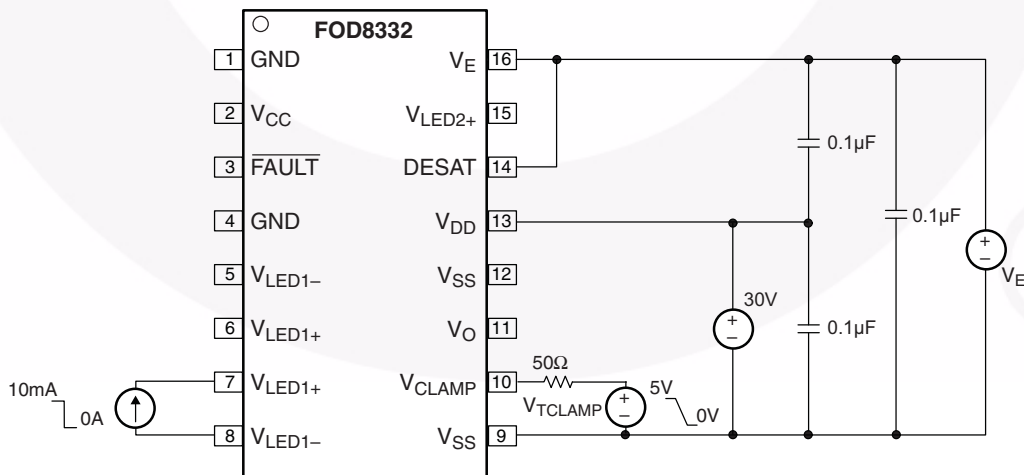 FOD8332
1 GND
2 VCC
3 FAULT
4 GND
5 VLED1–
6 VLED1+
7 VLED1+
8 VLED1–
VE 16
VLED2+ 15
DESAT 14
VDD 13
VSS 12
VO 11
VCLAMP 10
VSS 9
10mA
0A
50Ω
VTCLAMP
+
–
5V
0V
30V
+
–
0.1µF
0.1µF
0.1µF
+
–
VE